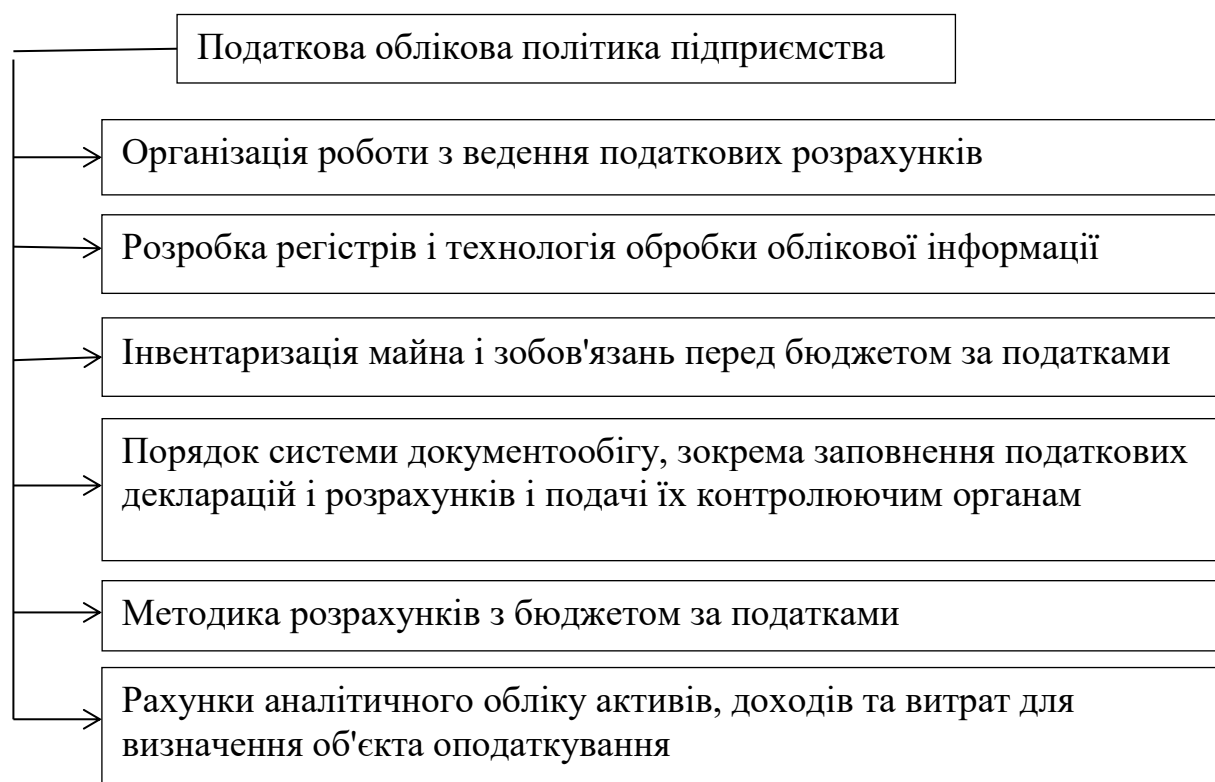 Податкова облікова політика підприємства
Організація роботи з ведення податкових розрахунків
Розробка регістрів і технологія обробки облікової інформації
Інвентаризація майна і зобов'язань перед бюджетом за податками
Порядок системи документообігу, зокрема заповнення податкових
декларацій і розрахунків і подачі їх контролюючим органам
Методика розрахунків з бюджетом за податками
Рахунки аналітичного обліку активів, доходів та витрат для
визначення об'єкта оподаткування